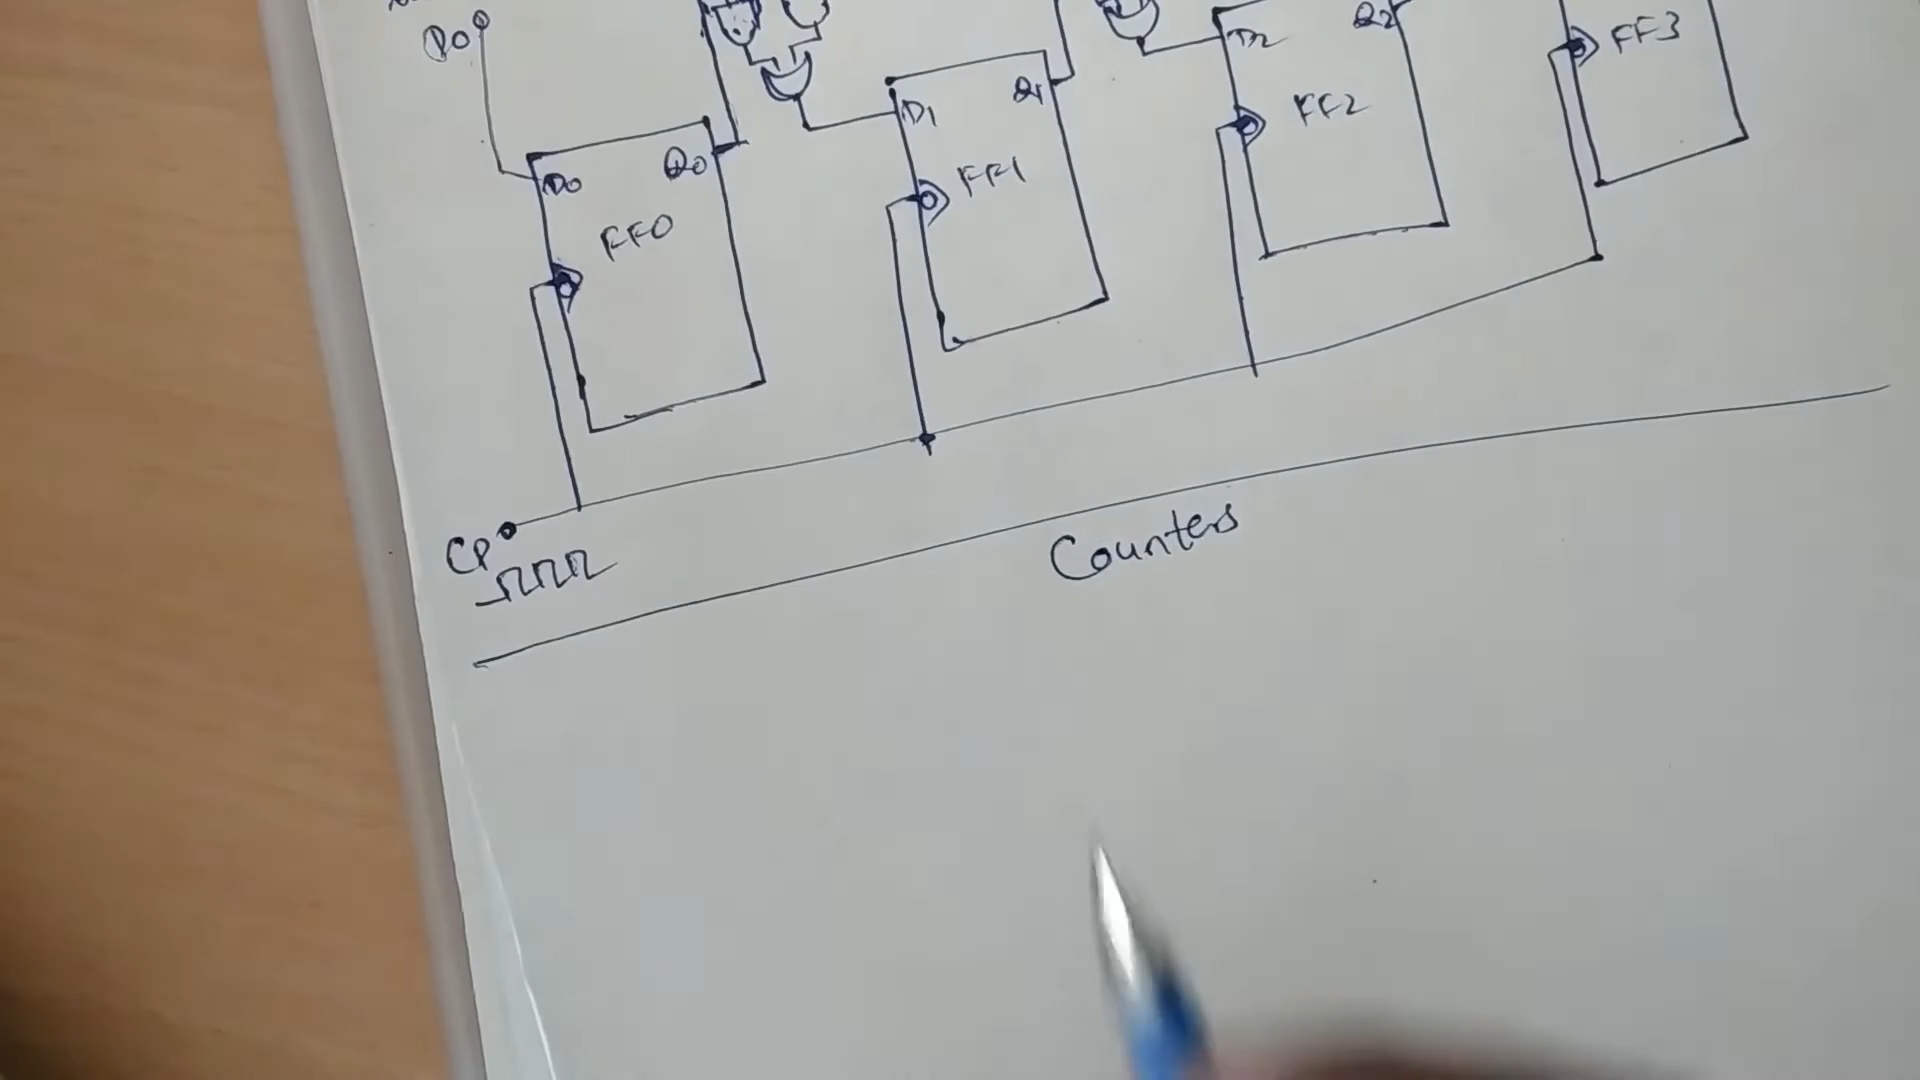 P0
D0 Q0
FF0
D1 Q1
FF1
D2 Q2
FF2
FF3
CP
Counters